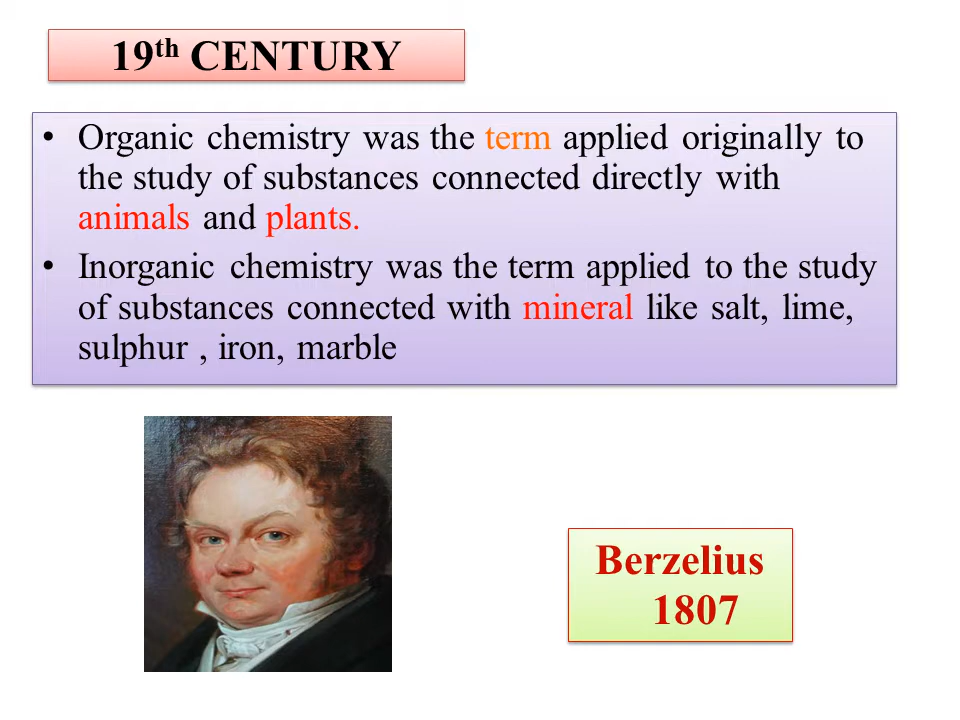 19th CENTURY
• Organic chemistry was the term applied originally to
the study of substances connected directly with
animals and plants.
• Inorganic chemistry was the term applied to the study
of substances connected with mineral like salt, lime,
sulphur , iron, marble
Berzelius
1807